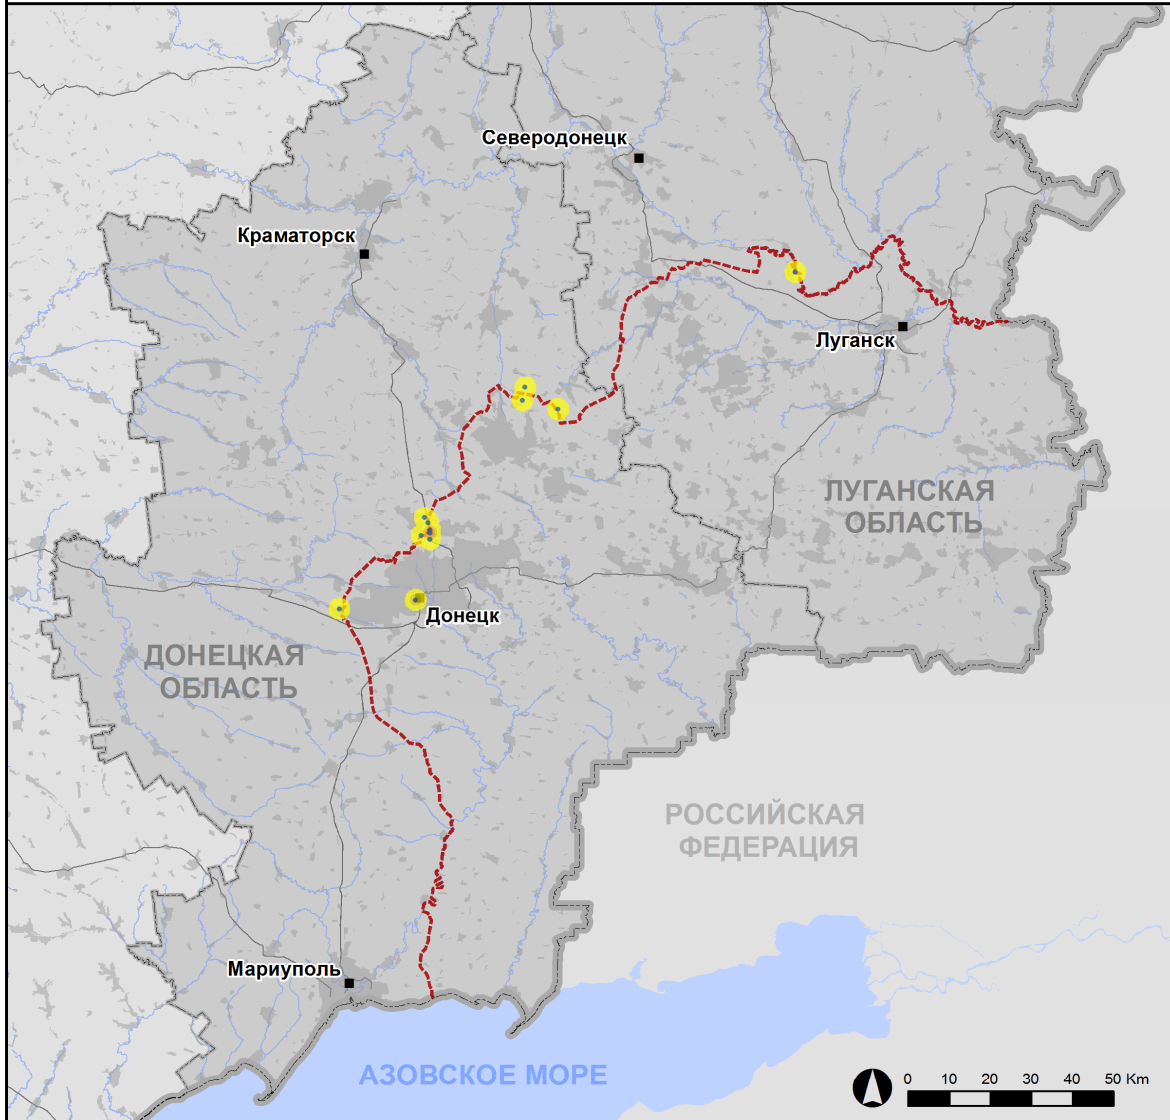 Северодонецк
Краматорск
Луганск
ЛУГАНСКАЯ
ОБЛАСТЬ
Донецк
ДОНЕЦКАЯ
ОБЛАСТЬ
РОССИЙСКАЯ
ФЕДЕРАЦИЯ
Мариуполь
АЗОВСКОЕ МОРЕ
0 10 20 30 40 50 Km